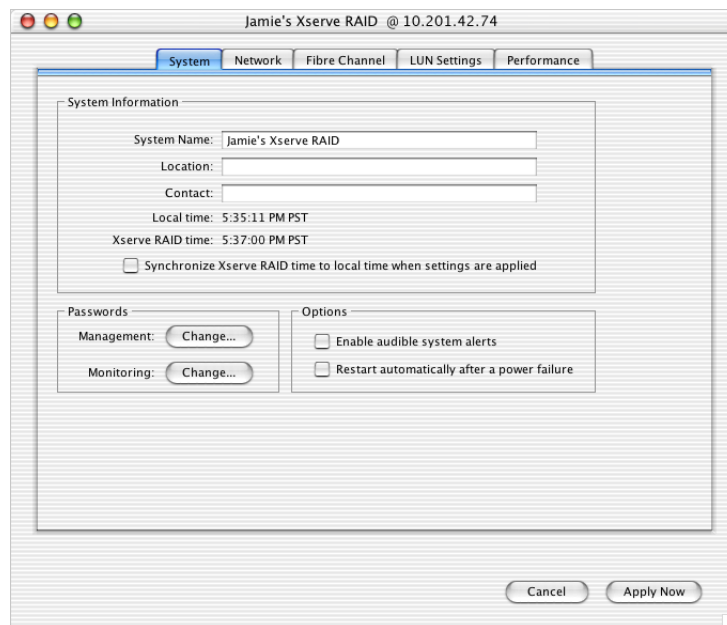 Jamie's Xserve RAID @ 10.201.42.74
System Network Fibre Channel LUN Settings Performance
System Information
System Name: Jamie's Xserve RAID
Location:
Contact:
Local time: 5:35:11 PM PST
Xserve RAID time: 5:37:00 PM PST
Synchronize Xserve RAID time to local time when settings are applied
Passwords
Management: Change...
Monitoring: Change...
Options
Enable audible system alerts
Restart automatically after a power failure
Cancel Apply Now